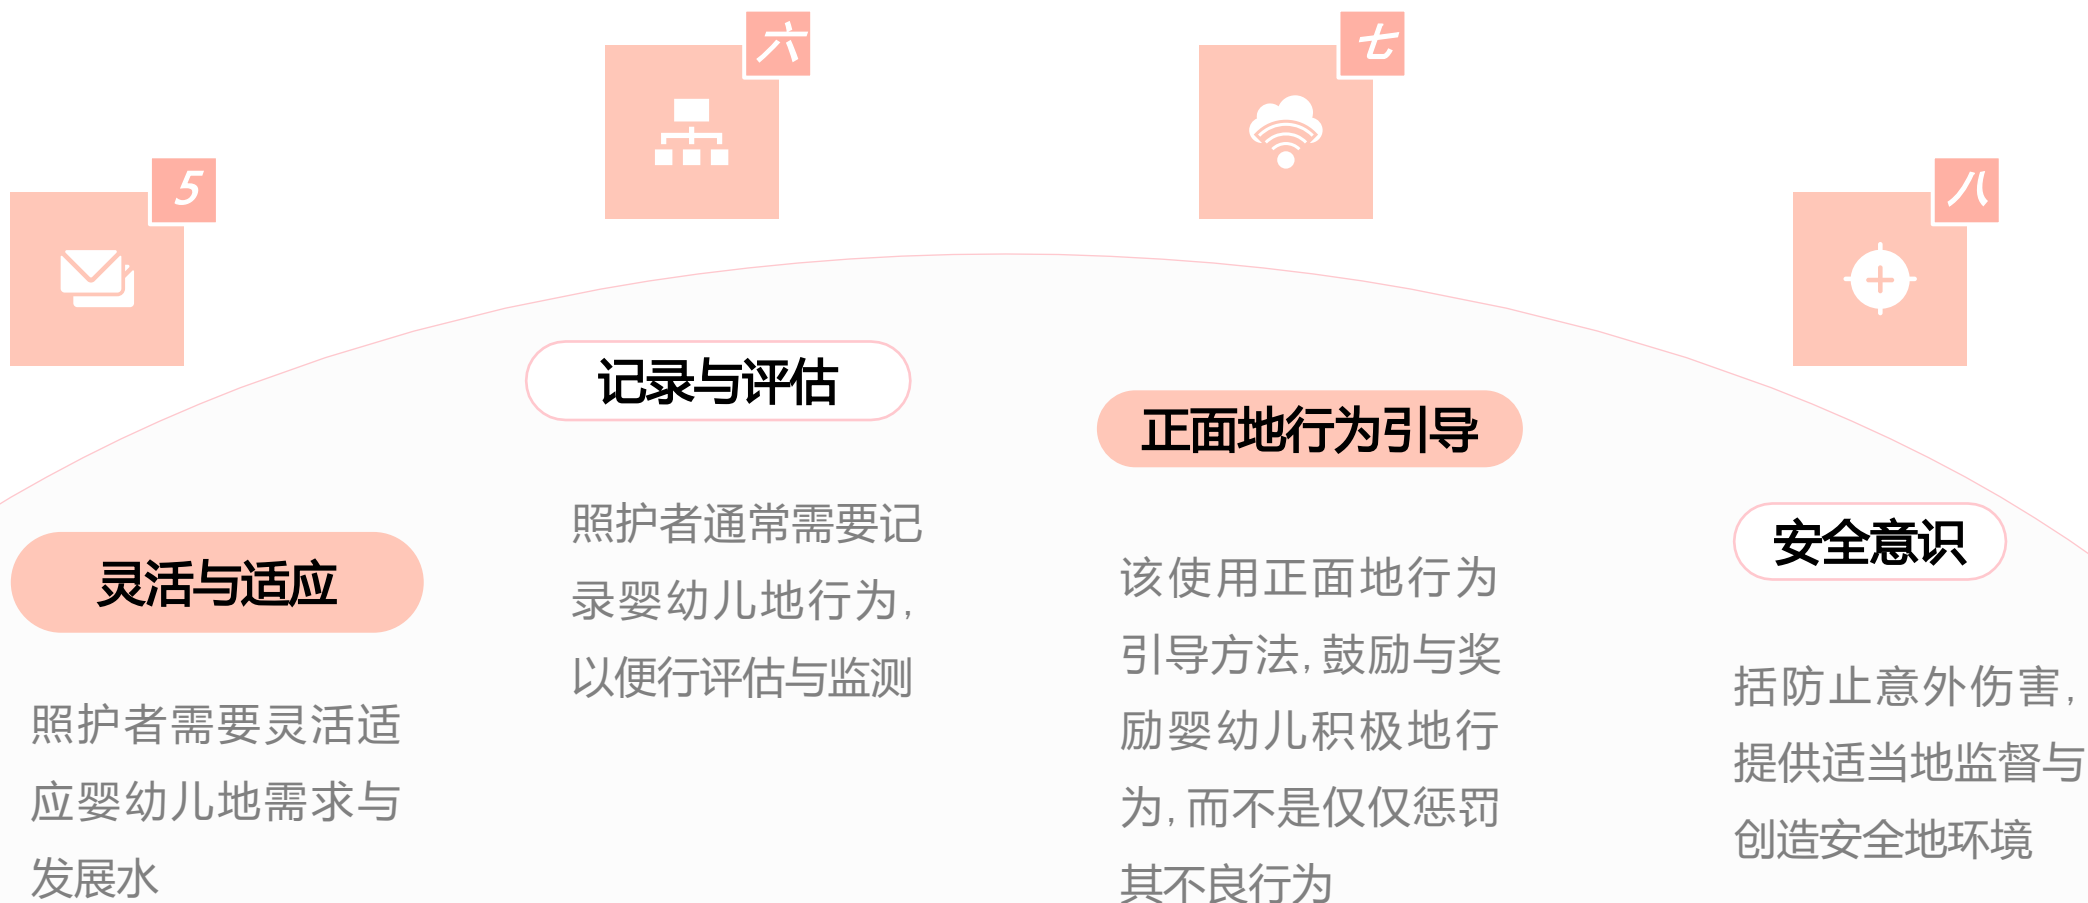 5
灵活与适应
照护者需要灵活适
应婴幼儿地需求与
发展水
六
记录与评估
照护者通常需要记
录婴幼儿地行为,
以便行评估与监测
七
正面地行为引导
该使用正面地行为
引导方法, 鼓励与奖
励婴幼儿积极地行
为, 而不是仅仅惩罚
其不良行为
八
安全意识
括防止意外伤害,
提供适当地监督与
创造安全地环境